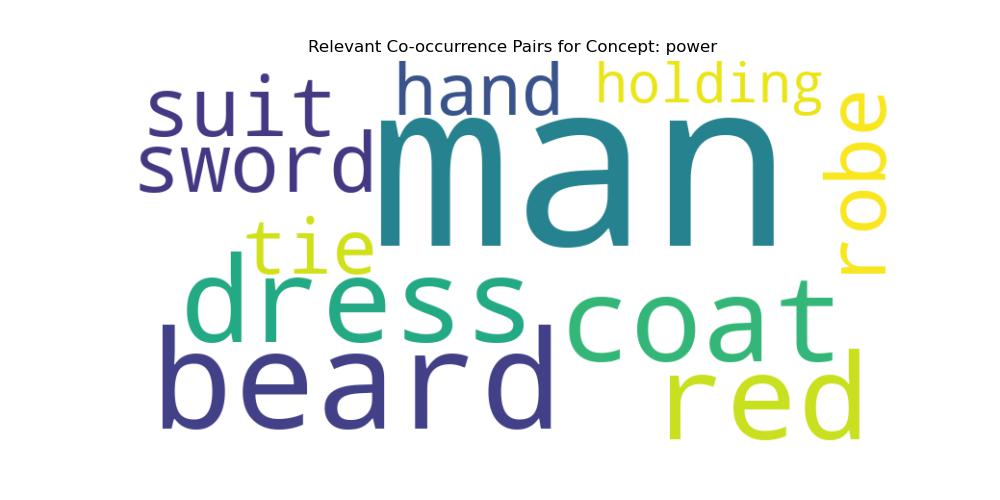 Relevant Co-occurrence Pairs for Concept: power
hand
holding
suit
man
sword
robe
tie
dress
coat
beard
red